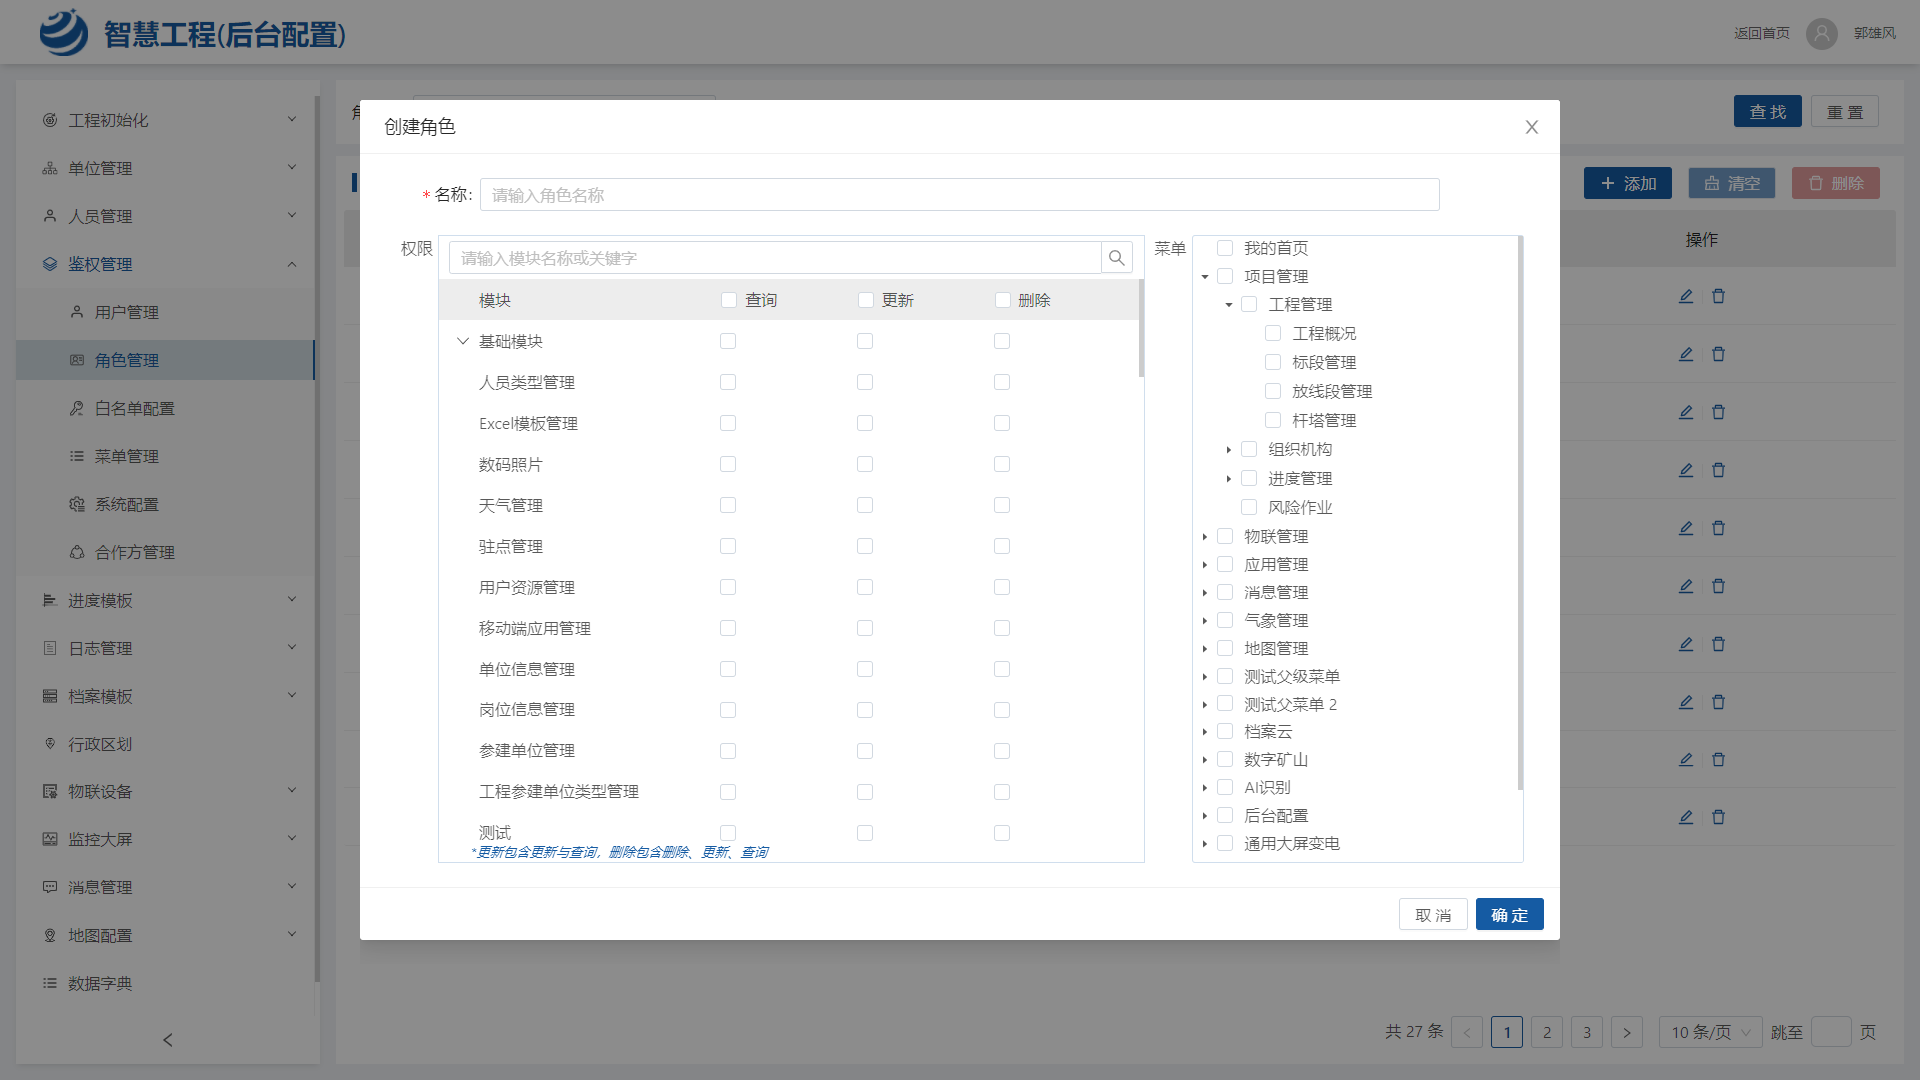 智慧工程(后台配置)
返回首页
郭雄风
工程初始化
单位管理
人员管理
鉴权管理
用户管理
角色管理
白名单配置
菜单管理
系统配置
合作方管理
进度模板
日志管理
档案模板
行政区划
物联设备
监控大屏
消息管理
地图配置
数据字典
查 找
重 置
添加
清空
删除
操作
创建角色
* 名称:
请输入角色名称
权限
请输入模块名称或关键字
模块 查询 更新 删除
基础模块
人员类型管理
Excel模板管理
数码照片
天气管理
驻点管理
用户资源管理
移动端应用管理
单位信息管理
岗位信息管理
参建单位管理
工程参建单位类型管理
测试
*更新包含更新与查询，删除包含删除、更新、查询
菜单
我的首页
项目管理
工程管理
工程概况
标段管理
放线段管理
杆塔管理
组织机构
进度管理
风险作业
物联管理
应用管理
消息管理
气象管理
地图管理
测试父级菜单
测试父菜单 2
档案云
数字矿山
AI识别
后台配置
通用大屏变电
取 消
确 定
共 27 条
1
2
3
10 条/页
跳至
页